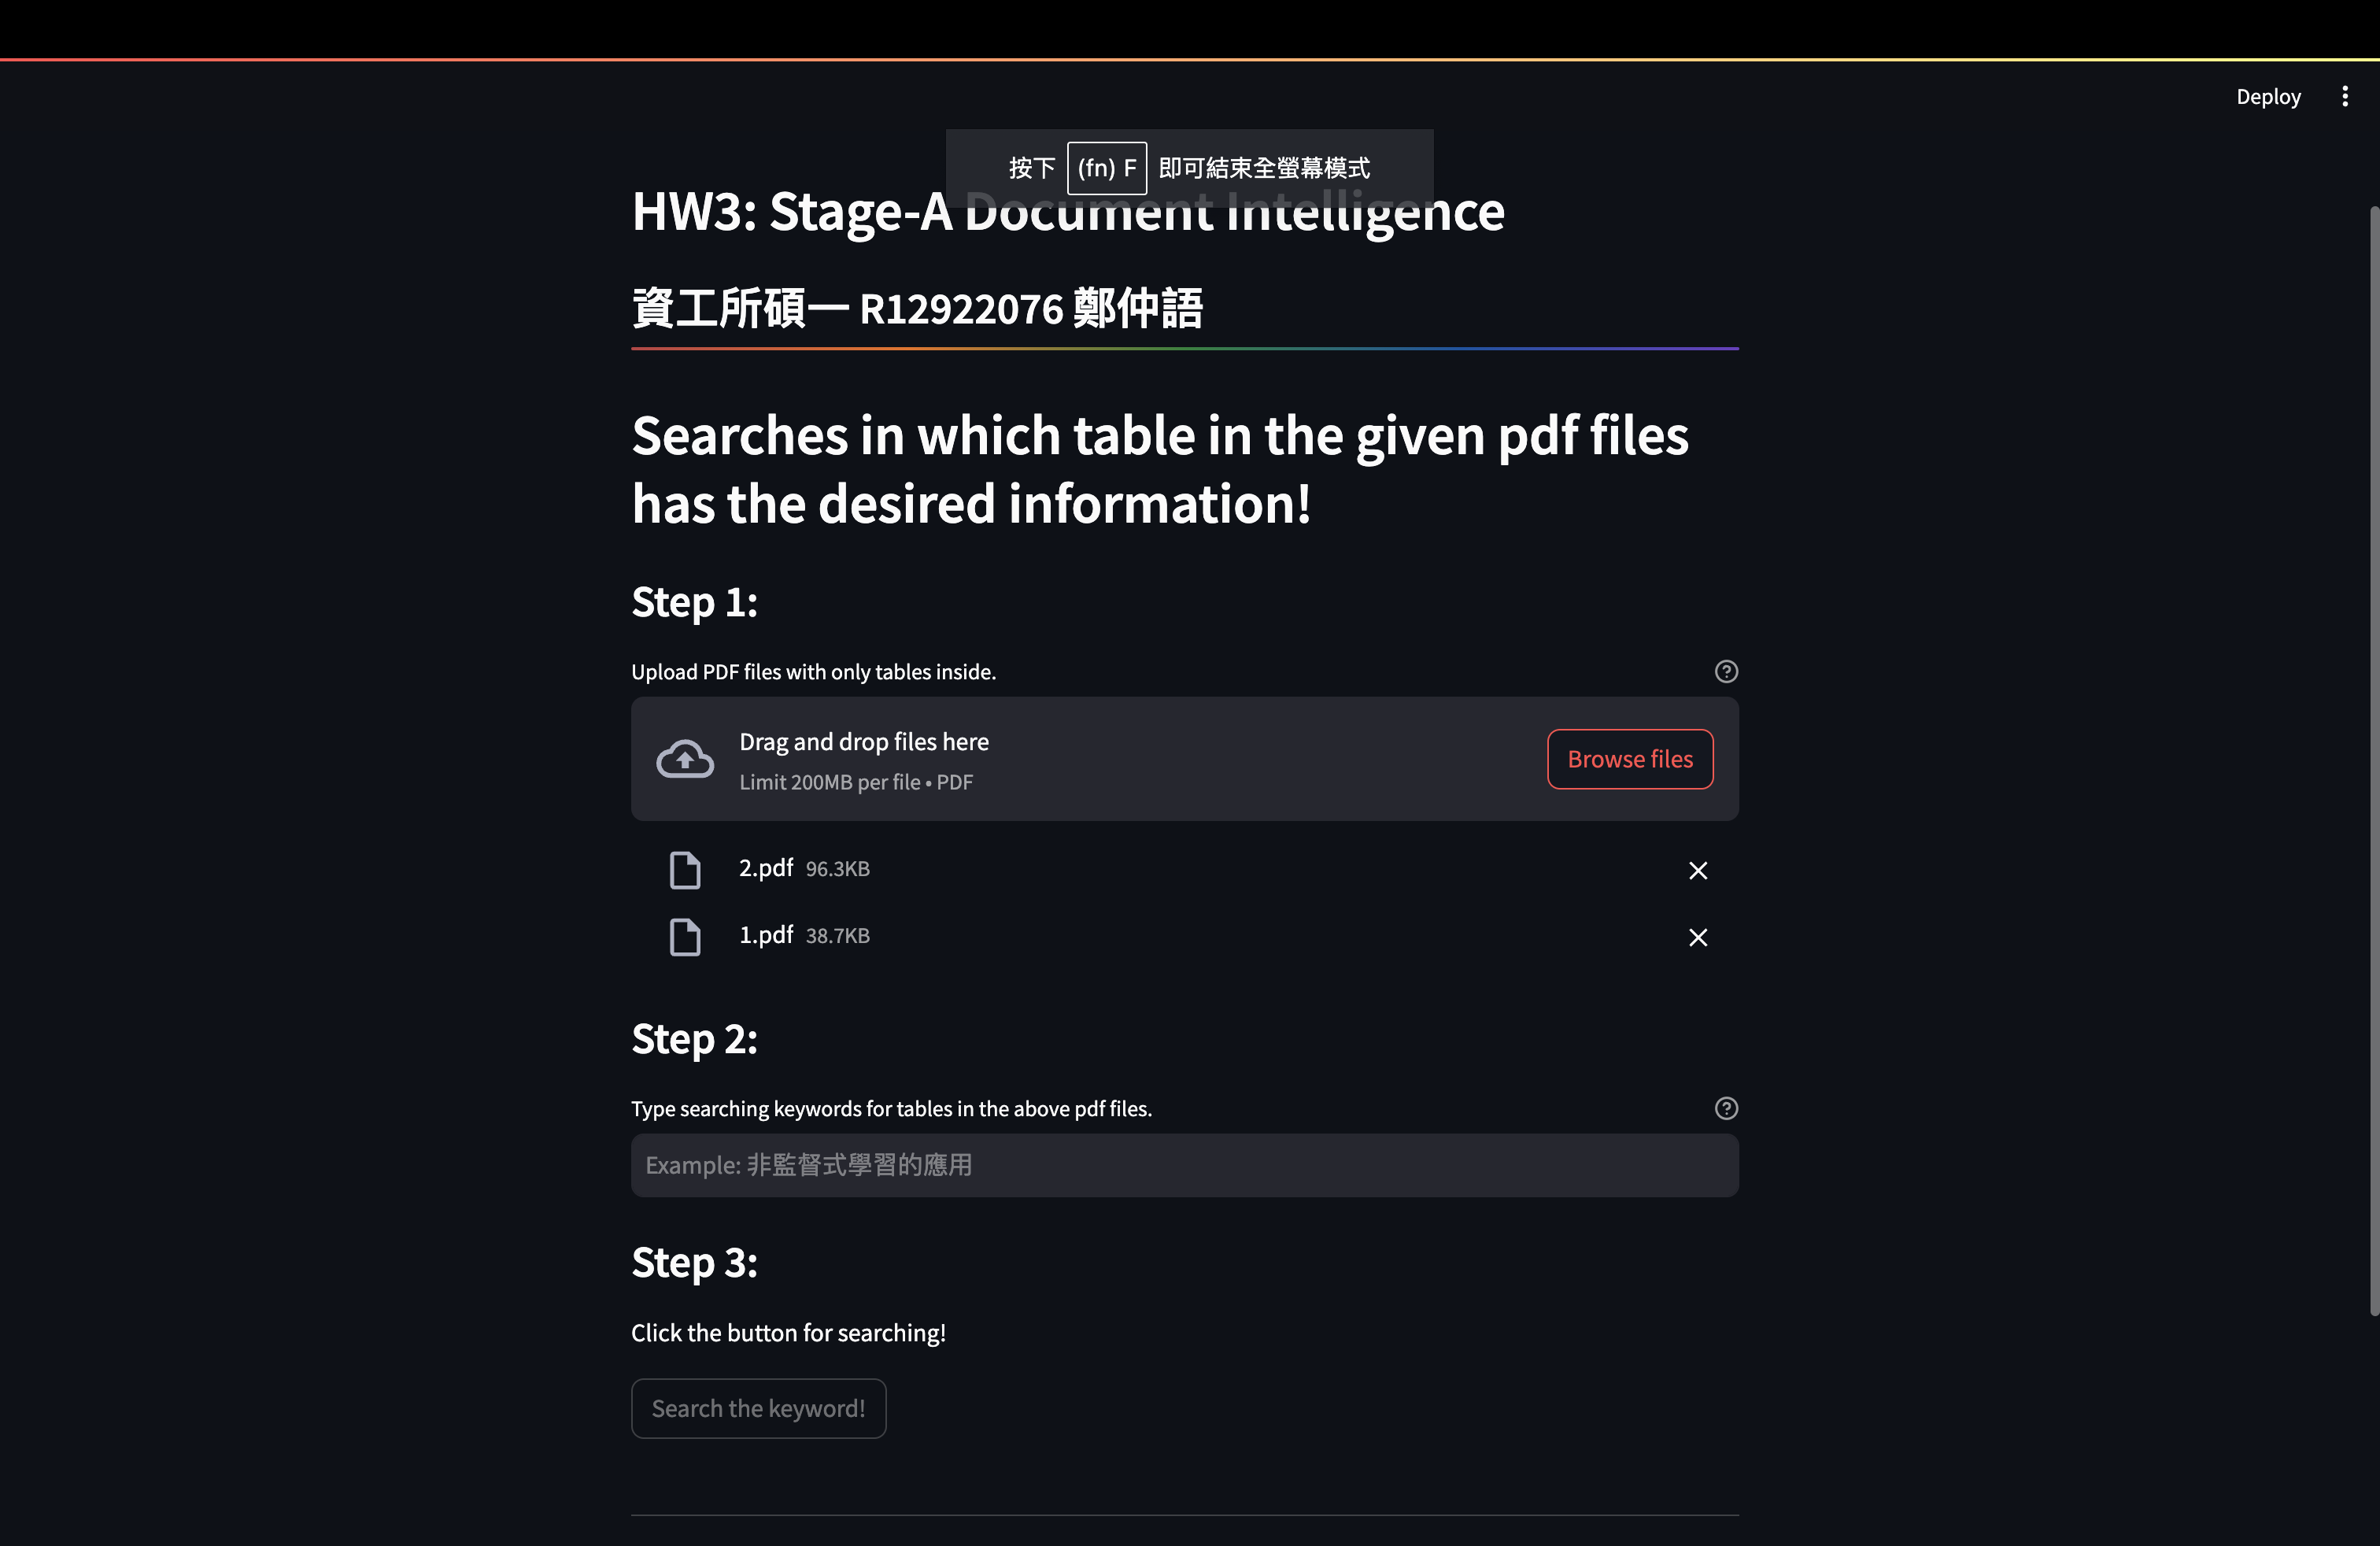 Deploy
按下 (fn) F 即可結束全螢幕模式
HW3: Stage-A Document Intelligence
資工所碩一 R12922076 鄭仲語
Searches in which table in the given pdf files
has the desired information!
Step 1:
Upload PDF files with only tables inside.
Drag and drop files here
Limit 200MB per file • PDF
Browse files
2.pdf 96.3KB
1.pdf 38.7KB
Step 2:
Type searching keywords for tables in the above pdf files.
Example: 非監督式學習的應用
Step 3:
Click the button for searching!
Search the keyword!